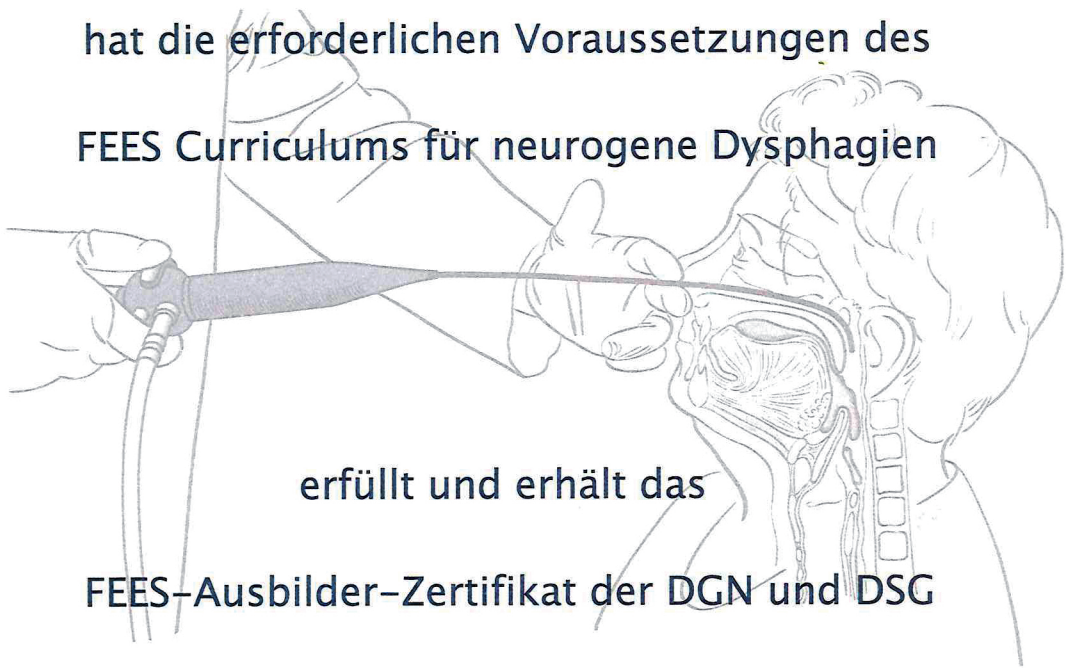 hat die erforderlichen Voraussetzungen des
FEES Curriculums für neurogene Dysphagien
erfüllt und erhält das
FEES-Ausbilder-Zertifikat der DGN und DSG